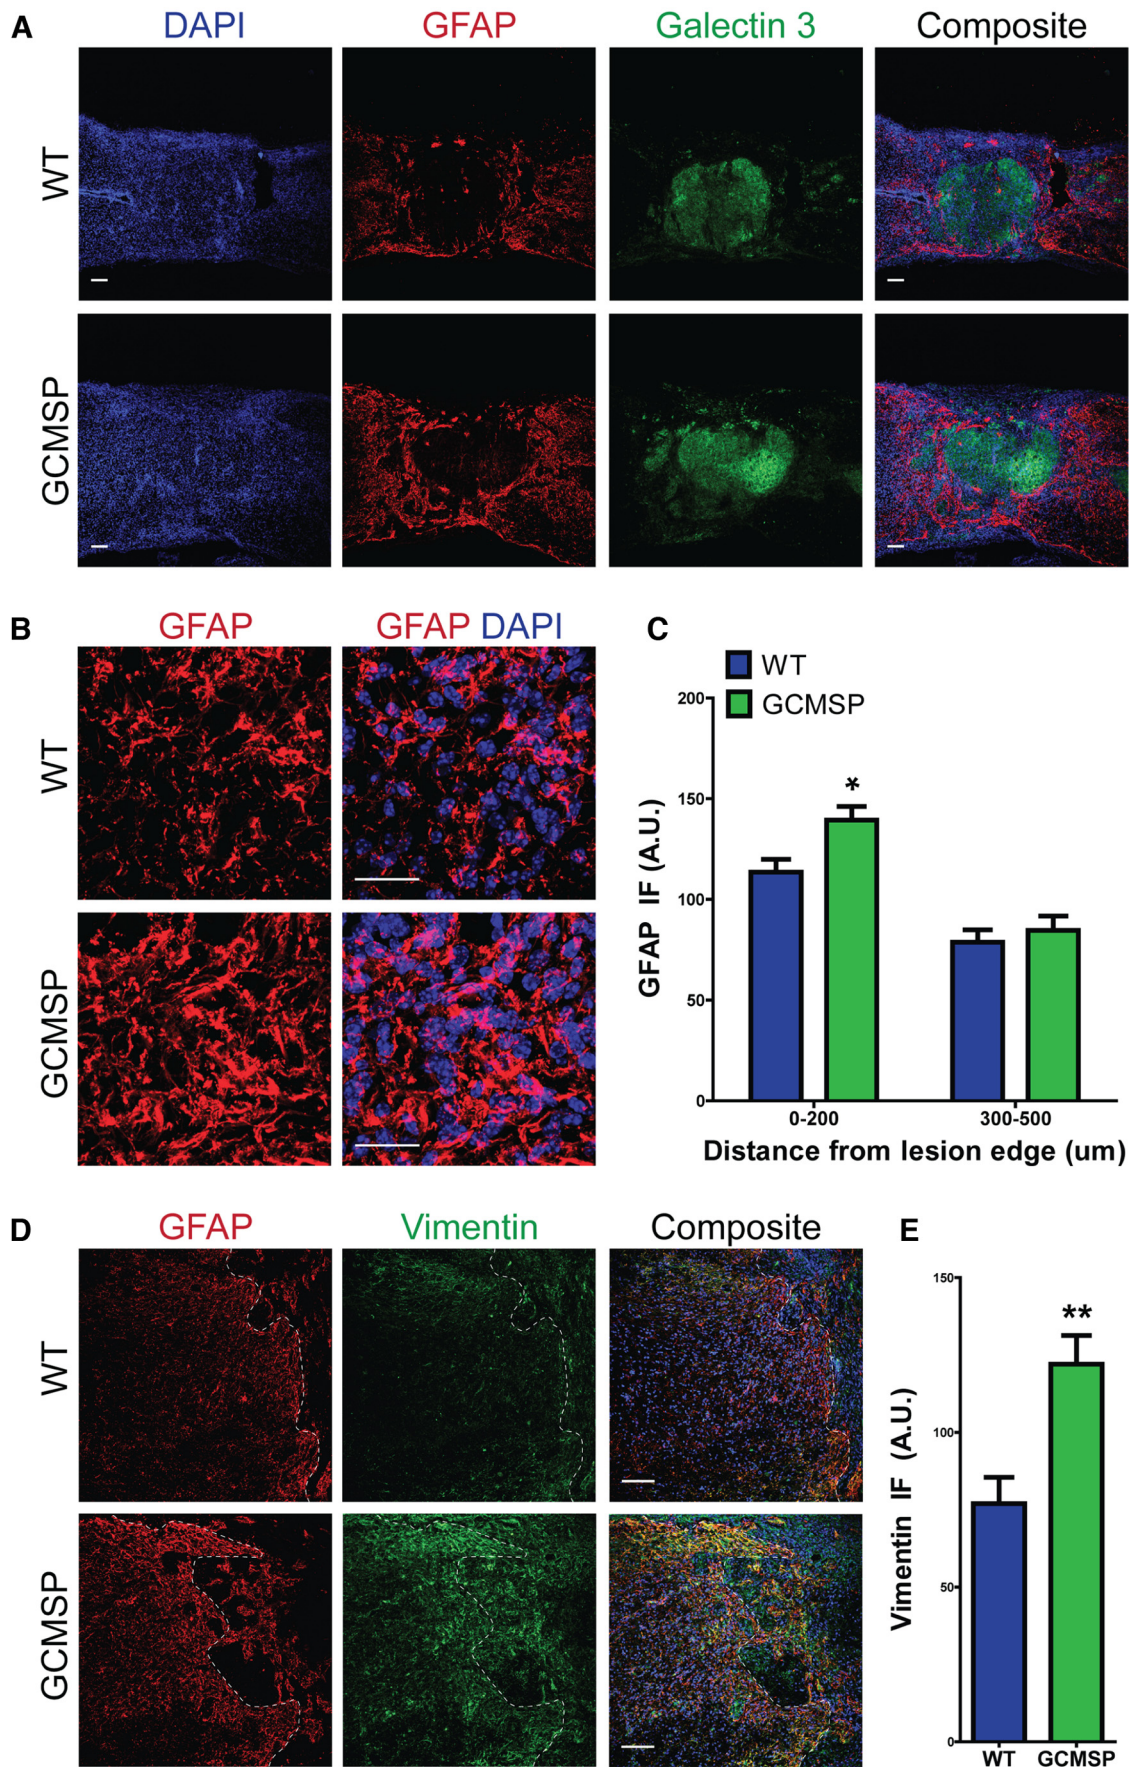 A
DAPI GFAP Galectin 3 Composite
WT
GCMSP
B
GFAP GFAP DAPI
WT
GCMSP
C
WT
GCMSP
200
150
100
50
0
*
GFAP IF (A.U.)
0-200 300-500
Distance from lesion edge (um)
D
GFAP Vimentin Composite
WT
GCMSP
E
150
100
50
0
**
Vimentin IF (A.U.)
WT GCMSP